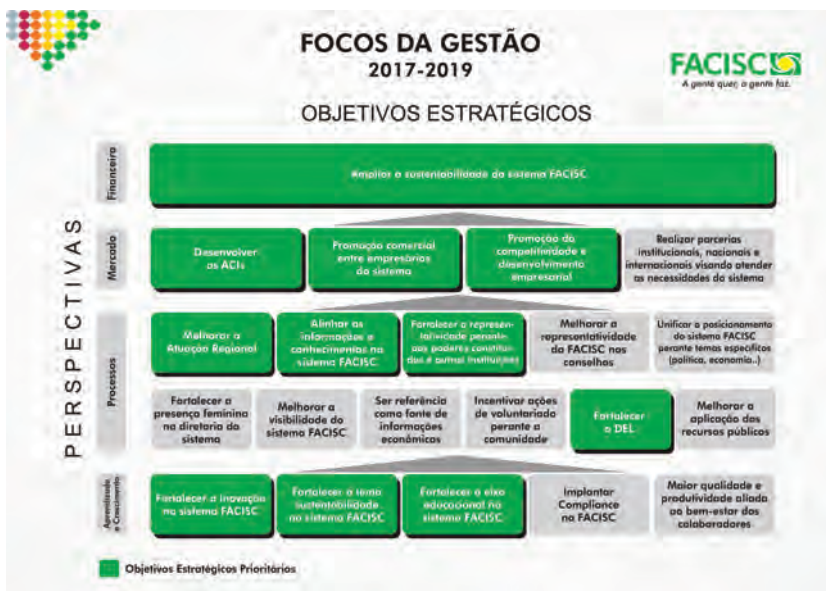 FOCOS DA GESTÃO
2017-2019
FACISC
A gente quer, a gente faz.
OBJETIVOS ESTRATÉGICOS
PERSPECTIVAS
Financeira
Ampliar a sustentabilidade do sistema FACISC
Mercado
Desenvolver
as ACIs
Promoção comercial
entre empresários
do sistema
Promoção da
competitividade e
desenvolvimento
empresarial
Realizar parcerias
institucionais, nacionais e
internacionais visando atender
as necessidades do sistema
Processos
Melhorar a
Atuação Regional
Alinhar as
informações e
conhecimentos no
sistema FACISC
Fortalecer a represen-
tatividade perante
aos poderes constituí-
dos e outras instituições
Melhorar a
representatividade
da FACISC nos
conselhos
Unificar o posicionamento
do sistema FACISC
perante temas específicos
(política, economia..)
Fortalecer a
presença feminina
na diretoria do
sistema
Melhorar a
visibilidade do
sistema FACISC
Ser referência
como fonte de
informações
econômicas
Incentivar ações
de voluntariado
perante a
comunidade
Fortalecer
o DEL
Melhorar a
aplicação dos
recursos públicos
Aprendizado
e Crescimento
Fortalecer a inovação
no sistema FACISC
Fortalecer o tema
sustentabilidade
no sistema FACISC
Fortalecer o eixo
educacional no
sistema FACISC
Implantar
Compliance
na FACISC
Maior qualidade e
produtividade aliada
ao bem-estar dos
colaboradores
Objetivos Estratégicos Prioritários